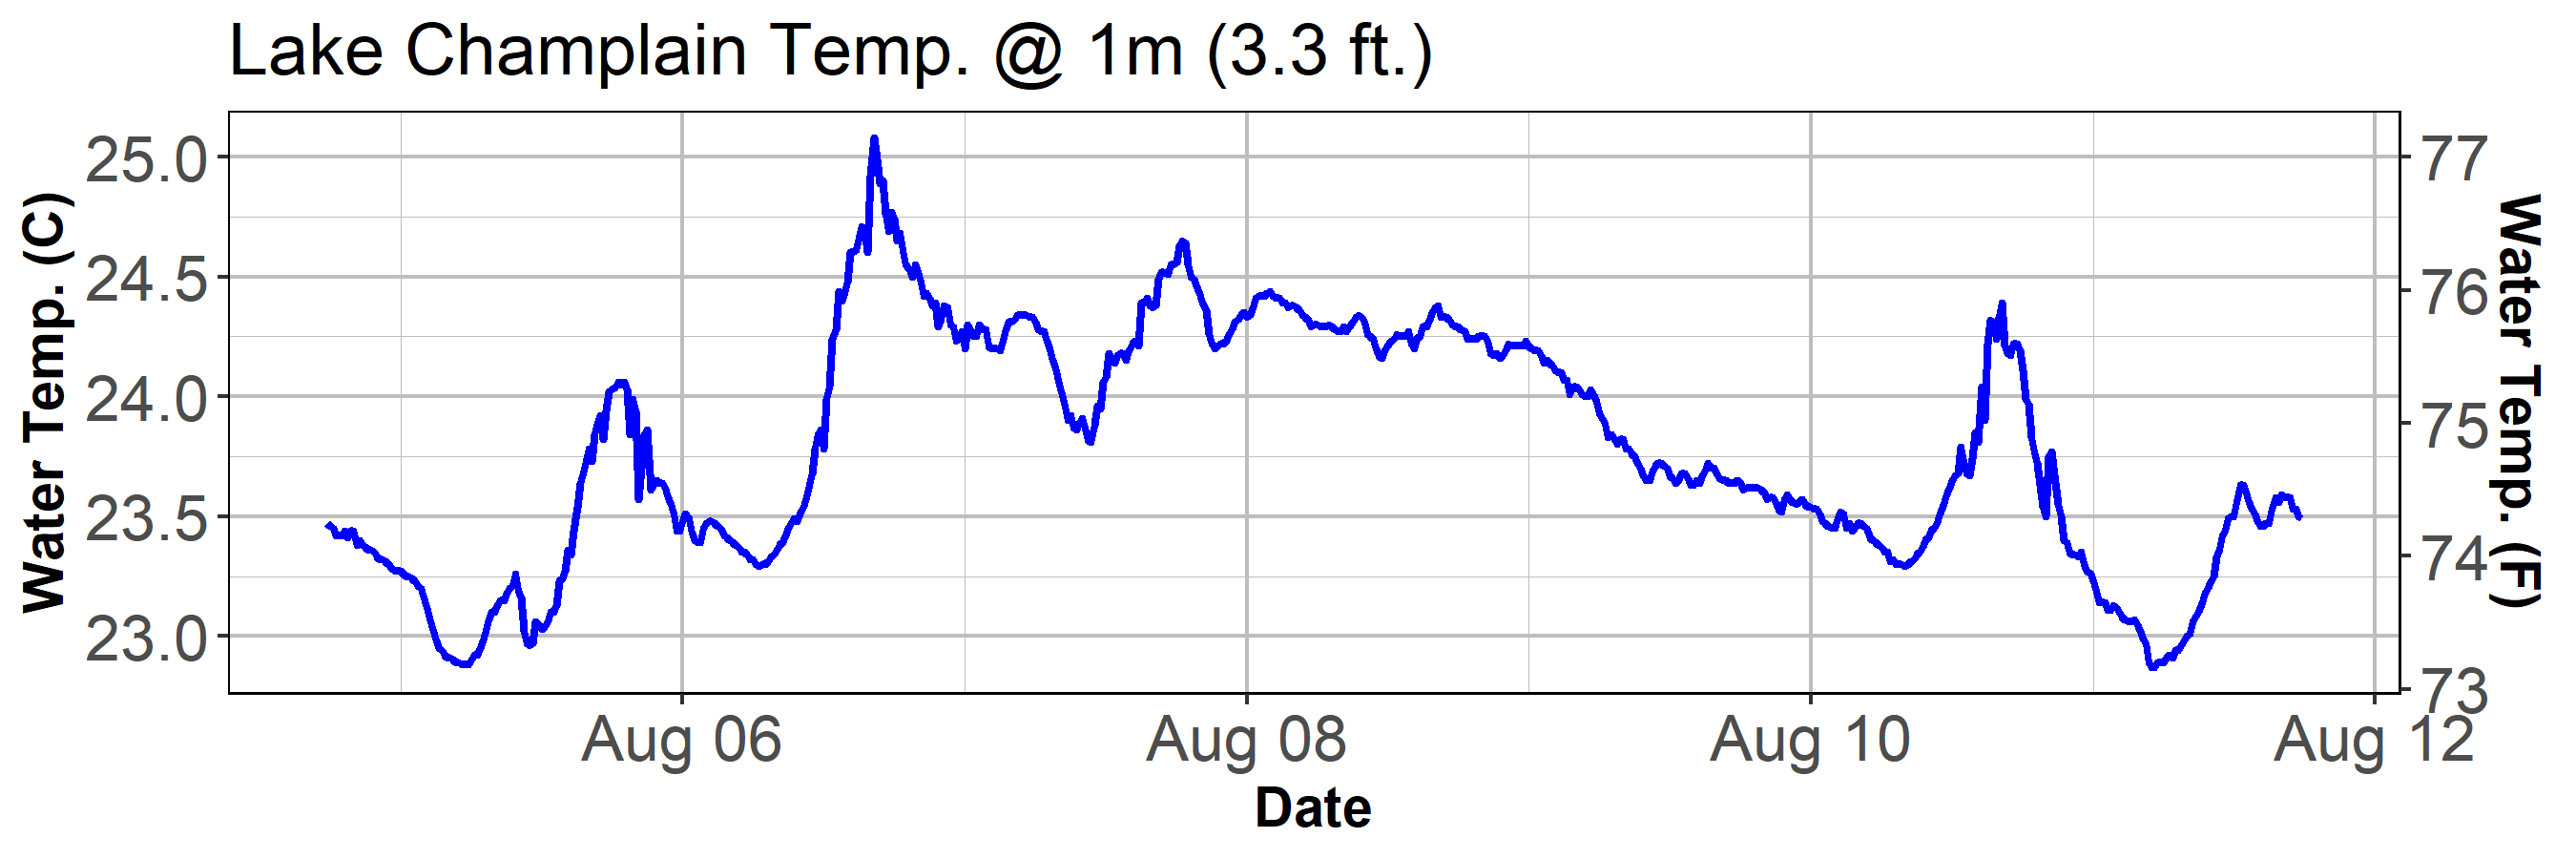 Lake Champlain Temp. @ 1m (3.3 ft.)
Water Temp. (C)
25.0
24.5
24.0
23.5
23.0
77
76
75
74
73
Water Temp. (F)
Aug 06
Aug 08
Aug 10
Aug 12
Date